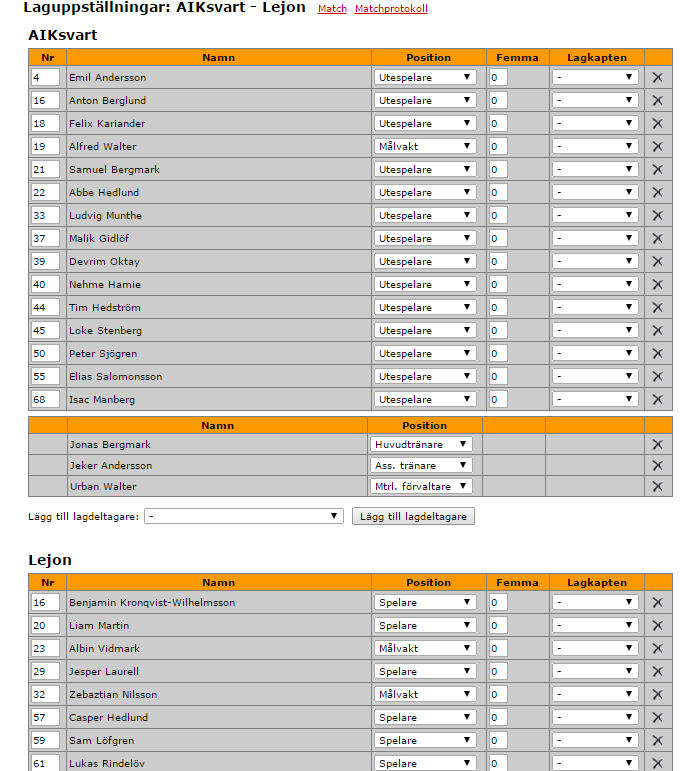 Laguppställningar: AIKsvart - Lejon Match Matchprotokoll
AIKsvart
Nr Namn Position Femma Lagkapten
4 Emil Andersson Utespelare 0 -
16 Anton Berglund Utespelare 0 -
18 Felix Kariander Utespelare 0 -
19 Alfred Walter Målvakt 0 -
21 Samuel Bergmark Utespelare 0 -
22 Abbe Hedlund Utespelare 0 -
33 Ludvig Munthe Utespelare 0 -
37 Malik Gidlöf Utespelare 0 -
39 Devrim Oktay Utespelare 0 -
40 Nehme Hamie Utespelare 0 -
44 Tim Hedström Utespelare 0 -
45 Loke Stenberg Utespelare 0 -
50 Peter Sjögren Utespelare 0 -
55 Elias Salomonsson Utespelare 0 -
68 Isac Manberg Utespelare 0 -
Namn Position
Jonas Bergmark Huvudtränare
Jeker Andersson Ass. tränare
Urban Walter Mtrl. förvaltare
Lägg till lagdeltagare: - Lägg till lagdeltagare
Lejon
Nr Namn Position Femma Lagkapten
16 Benjamin Kronqvist-Wilhelmsson Spelare 0 -
20 Liam Martin Spelare 0 -
23 Albin Vidmark Målvakt 0 -
29 Jesper Laurell Spelare 0 -
32 Zebaztian Nilsson Målvakt 0 -
57 Casper Hedlund Spelare 0 -
59 Sam Löfgren Spelare 0 -
61 Lukas Rindelöv Spelare 0 -